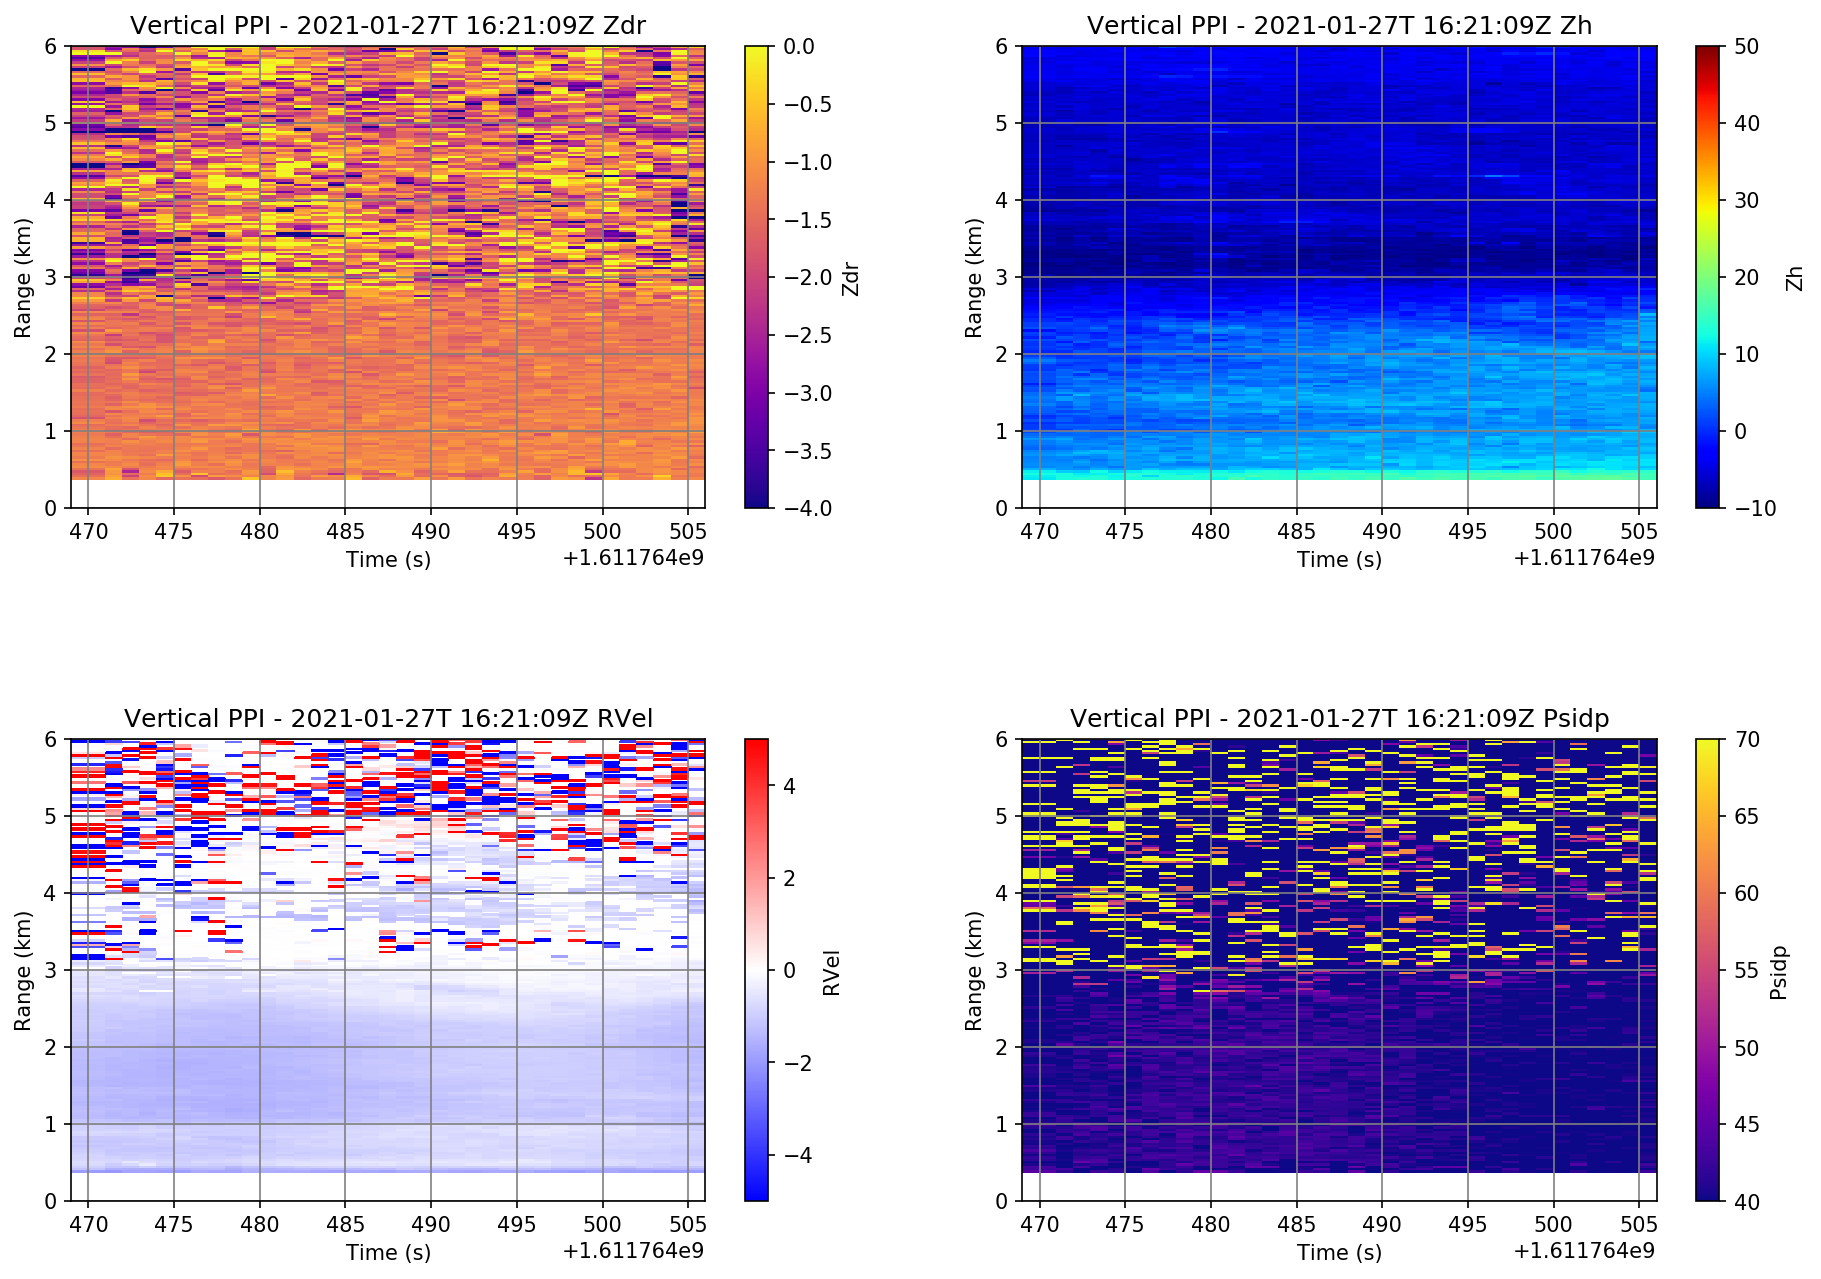 Vertical PPI - 2021-01-27T 16:21:09Z Zdr
6
5
4
3
2
1
0
Range (km)
470 475 480 485 490 495 500 505
Time (s)
+1.611764e9
0.0
−0.5
−1.0
−1.5
−2.0
−2.5
−3.0
−3.5
−4.0
Zdr
Vertical PPI - 2021-01-27T 16:21:09Z Zh
6
5
4
3
2
1
0
Range (km)
470 475 480 485 490 495 500 505
Time (s)
+1.611764e9
50
40
30
20
10
0
−10
Zh
Vertical PPI - 2021-01-27T 16:21:09Z RVel
6
5
4
3
2
1
0
Range (km)
470 475 480 485 490 495 500 505
Time (s)
+1.611764e9
4
2
0
−2
−4
RVel
Vertical PPI - 2021-01-27T 16:21:09Z Psidp
6
5
4
3
2
1
0
Range (km)
470 475 480 485 490 495 500 505
Time (s)
+1.611764e9
70
65
60
55
50
45
40
Psidp